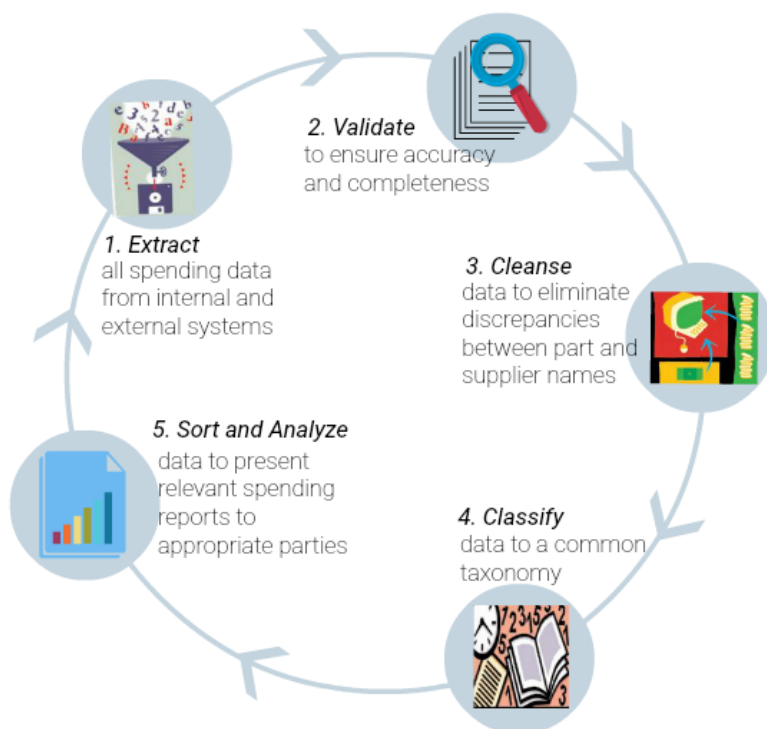 1. Extract
all spending data
from internal and
external systems
2. Validate
to ensure accuracy
and completeness
3. Cleanse
data to eliminate
discrepancies
between part and
supplier names
4. Classify
data to a common
taxonomy
5. Sort and Analyze
data to present
relevant spending
reports to
appropriate parties